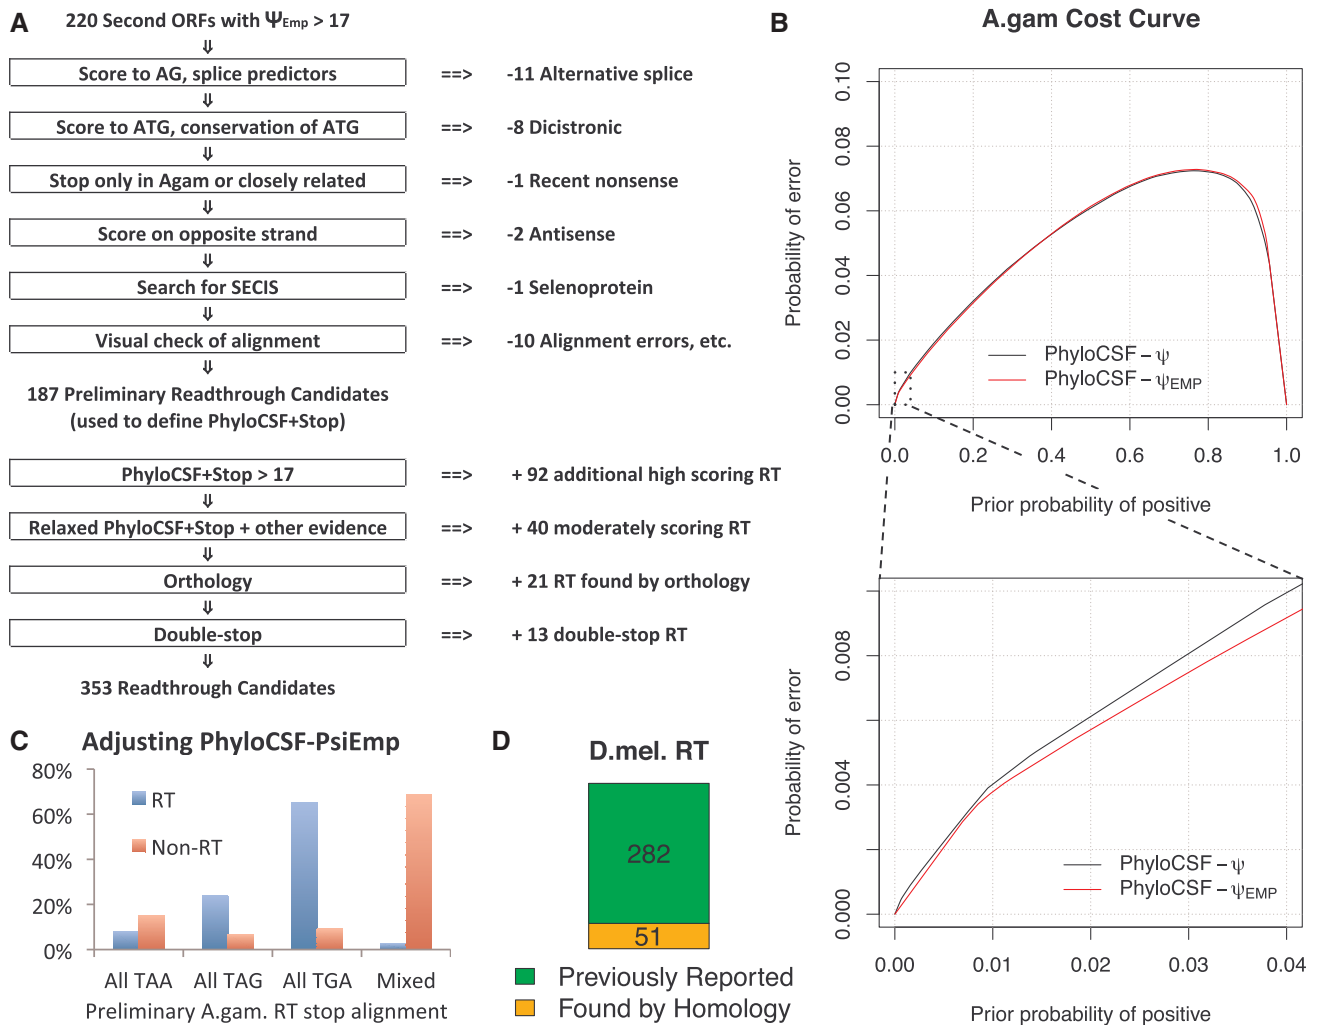 A
220 Second ORFs with ΨEmp > 17
⇓
Score to AG, splice predictors ==> -11 Alternative splice
⇓
Score to ATG, conservation of ATG ==> -8 Dicistronic
⇓
Stop only in Agam or closely related ==> -1 Recent nonsense
⇓
Score on opposite strand ==> -2 Antisense
⇓
Search for SECIS ==> -1 Selenoprotein
⇓
Visual check of alignment ==> -10 Alignment errors, etc.
⇓
187 Preliminary Readthrough Candidates
(used to define PhyloCSF+Stop)
PhyloCSF+Stop > 17 ==> + 92 additional high scoring RT
⇓
Relaxed PhyloCSF+Stop + other evidence ==> + 40 moderately scoring RT
⇓
Orthology ==> + 21 RT found by orthology
⇓
Double-stop ==> + 13 double-stop RT
⇓
353 Readthrough Candidates
B
A.gam Cost Curve
Probability of error
0.10
0.08
0.06
0.04
0.02
0.00
PhyloCSF – ψ
PhyloCSF – ψEMP
0.0 0.2 0.4 0.6 0.8 1.0
Prior probability of positive
Probability of error
0.008
0.004
0.000
PhyloCSF – ψ
PhyloCSF – ψEMP
0.00 0.01 0.02 0.03 0.04
Prior probability of positive
C
Adjusting PhyloCSF-PsiEmp
80%
60%
40%
20%
0%
RT
Non-RT
All TAA All TAG All TGA Mixed
Preliminary A.gam. RT stop alignment
D
D.mel. RT
282
51
Previously Reported
Found by Homology